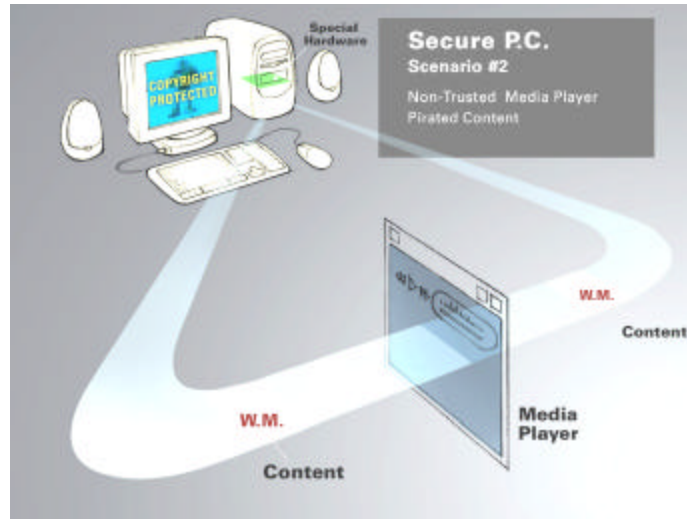 Special
Hardware
Secure P.C.
Scenario #2
Non-Trusted Media Player
Pirated Content
COPYRIGHT
PROTECTED
W.M.
Content
W.M.
Content
Media
Player